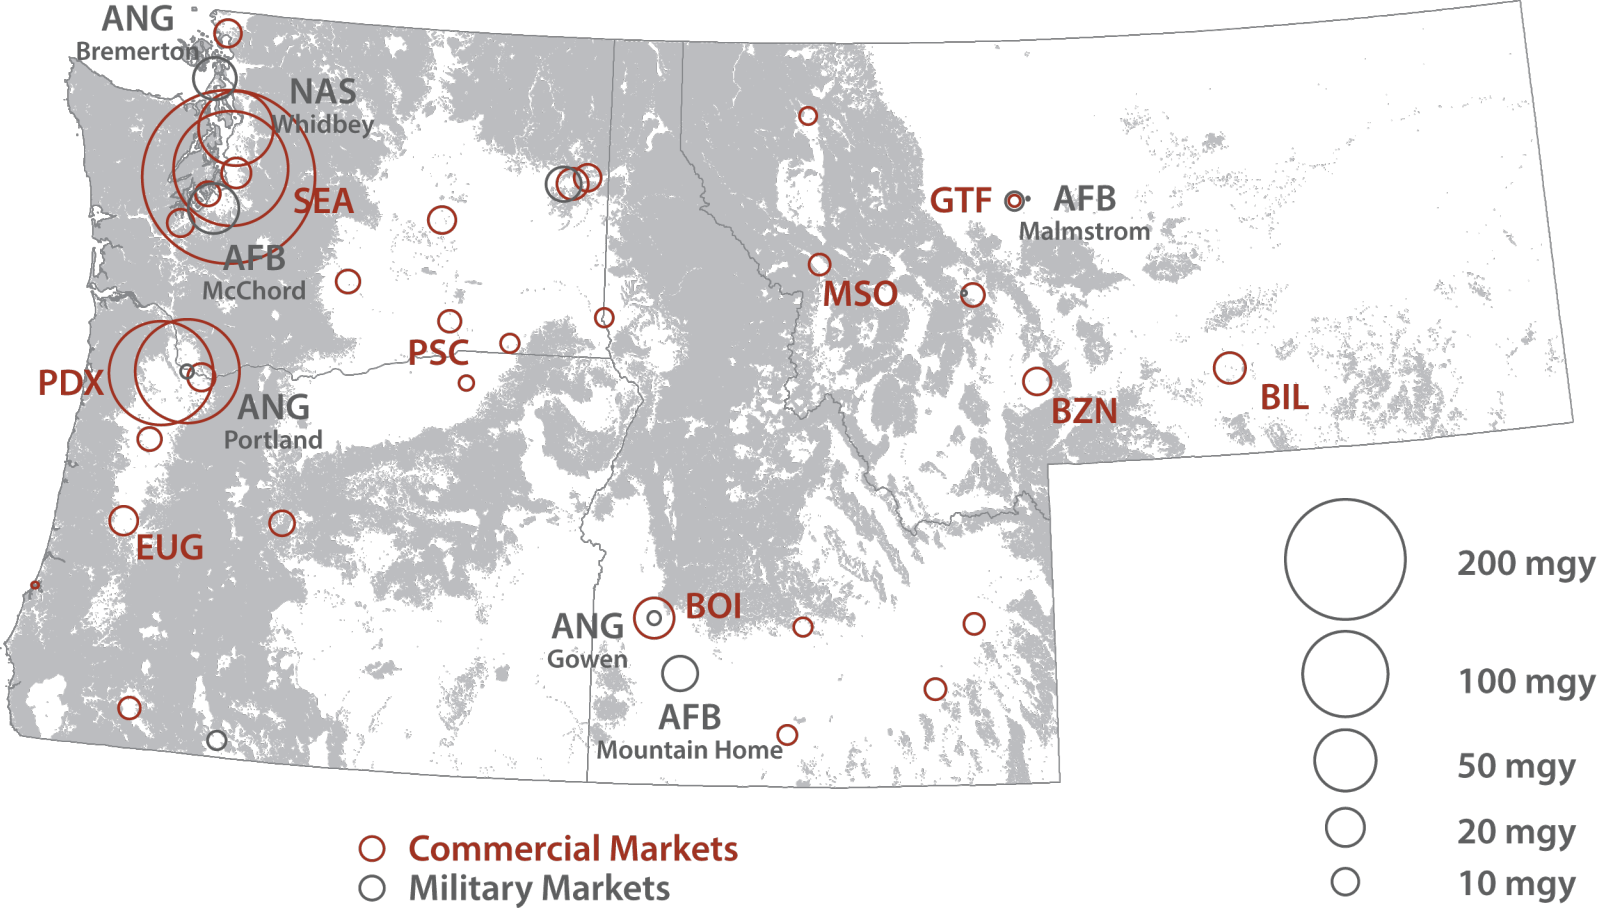 ANG
Bremerton
NAS
Whidbey
SEA
AFB
McChord
GTF
AFB
Malmstrom
MSO
PSC
PDX
ANG
Portland
BZN
BIL
EUG
BOI
ANG
Gowen
AFB
Mountain Home
200 mgy
100 mgy
50 mgy
20 mgy
10 mgy
Commercial Markets
Military Markets